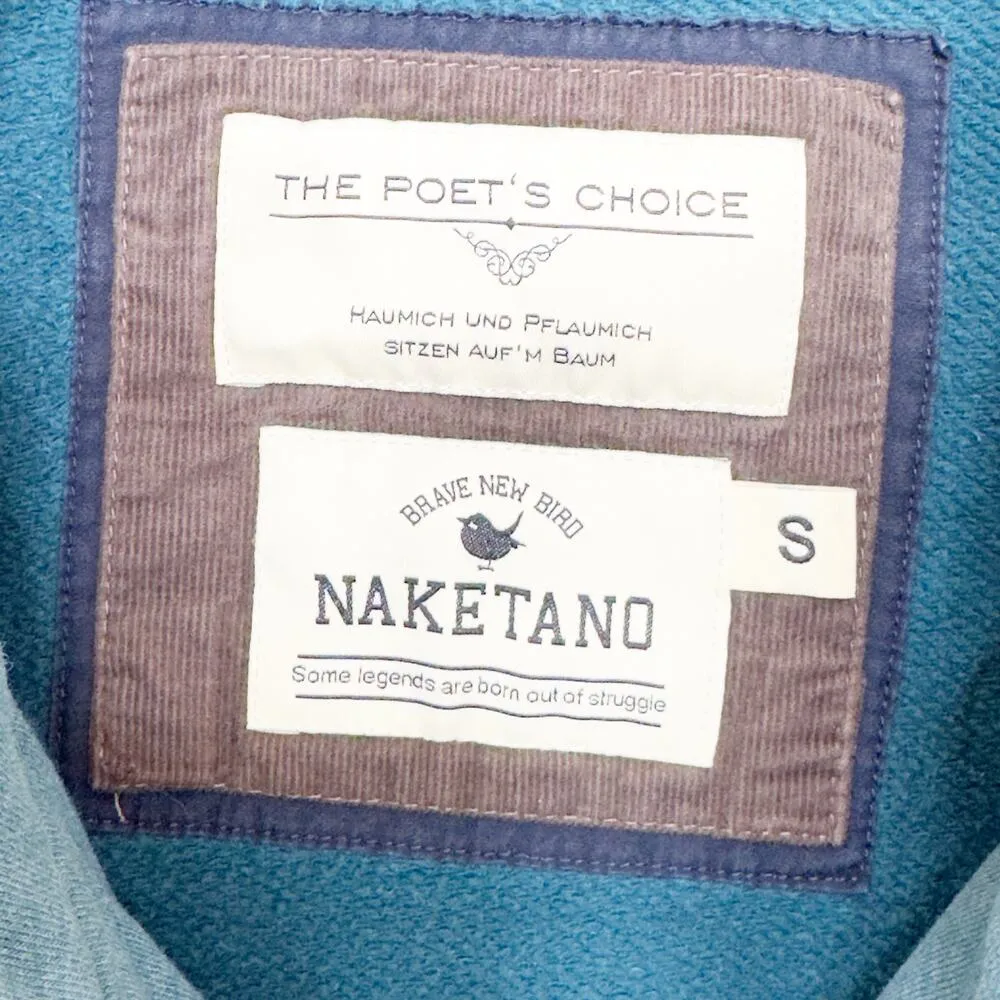 THE POET'S CHOICE
HAUMICH UND PFLAUMICH
SITZEN AUF'M BAUM
BRAVE NEW BIRD
NAKETANO
Some legends are born out of struggle
S